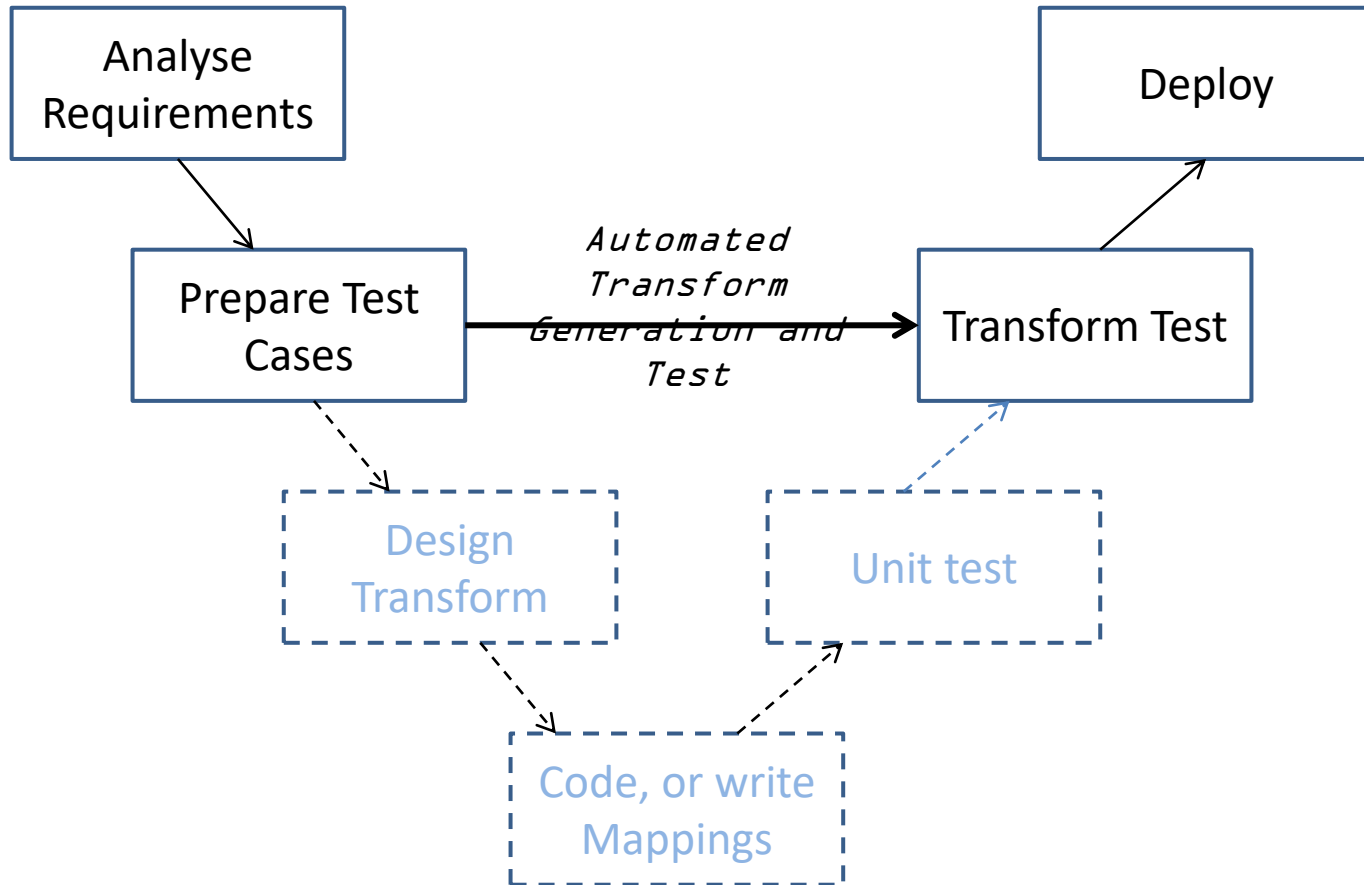 Analyse
Requirements
Deploy
Automated
Transform
Generation and
Test
Prepare Test
Cases
Transform Test
Design
Transform
Unit test
Code, or write
Mappings